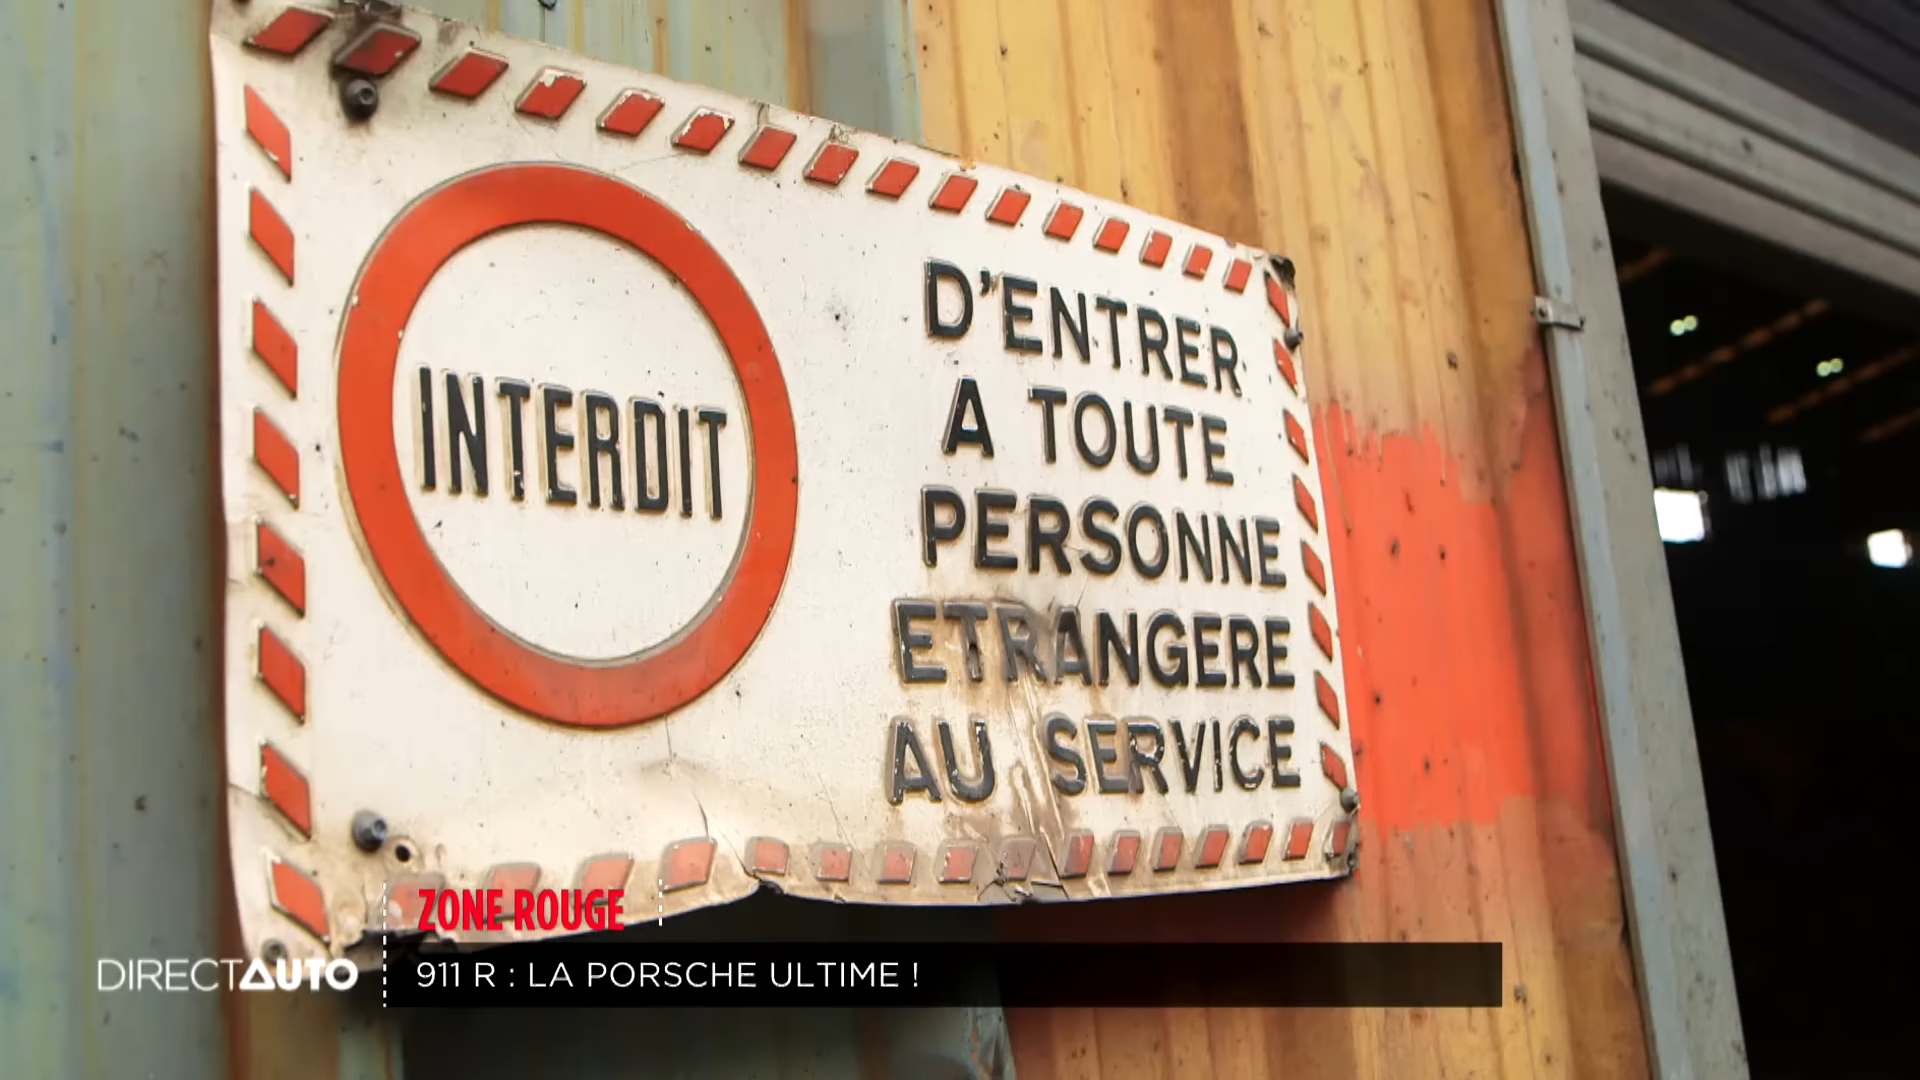 INTERDIT
D'ENTRER
A TOUTE
PERSONNE
ETRANGERE
AU SERVICE
ZONE ROUGE
DIRECTAUTO
911 R : LA PORSCHE ULTIME !